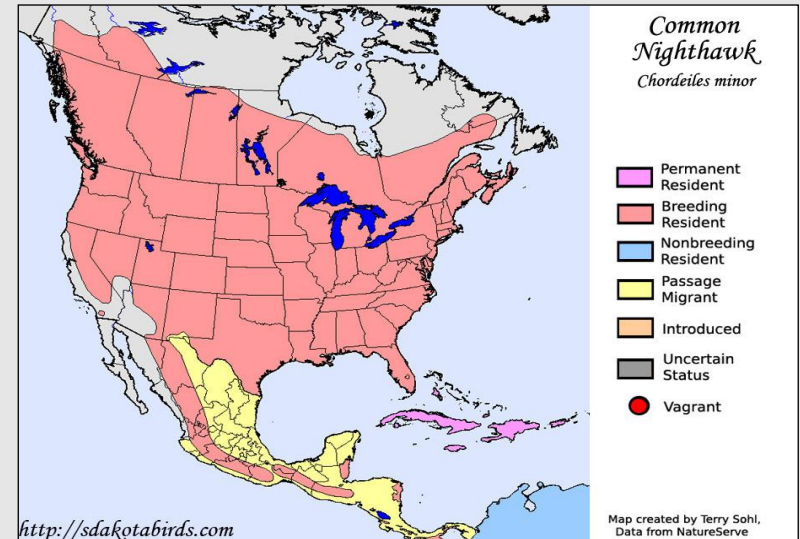 Common
Nighthawk
Chordeiles minor
Permanent
Resident
Breeding
Resident
Nonbreeding
Resident
Passage
Migrant
Introduced
Uncertain
Status
Vagrant
http://sdakotabirds.com
Map created by Terry Sohl,
Data from NatureServe